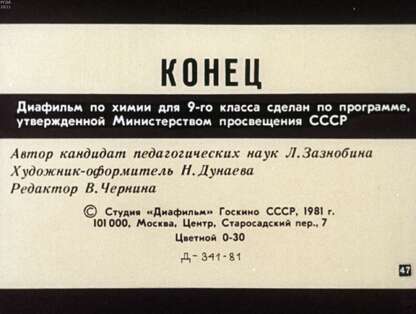 КОНЕЦ
Диафильм по химии для 9-го класса сделан по программе,
утвержденной Министерством просвещения СССР
Автор кандидат педагогических наук Л.Зазнобина
Художник-оформитель Н.Дунаева
Редактор В.Чернина
© Студия «Диафильм» Госкино СССР, 1981 г.
101 000, Москва, Центр, Старосадский пер., 7
Цветной 0-30
Д-341-81
47